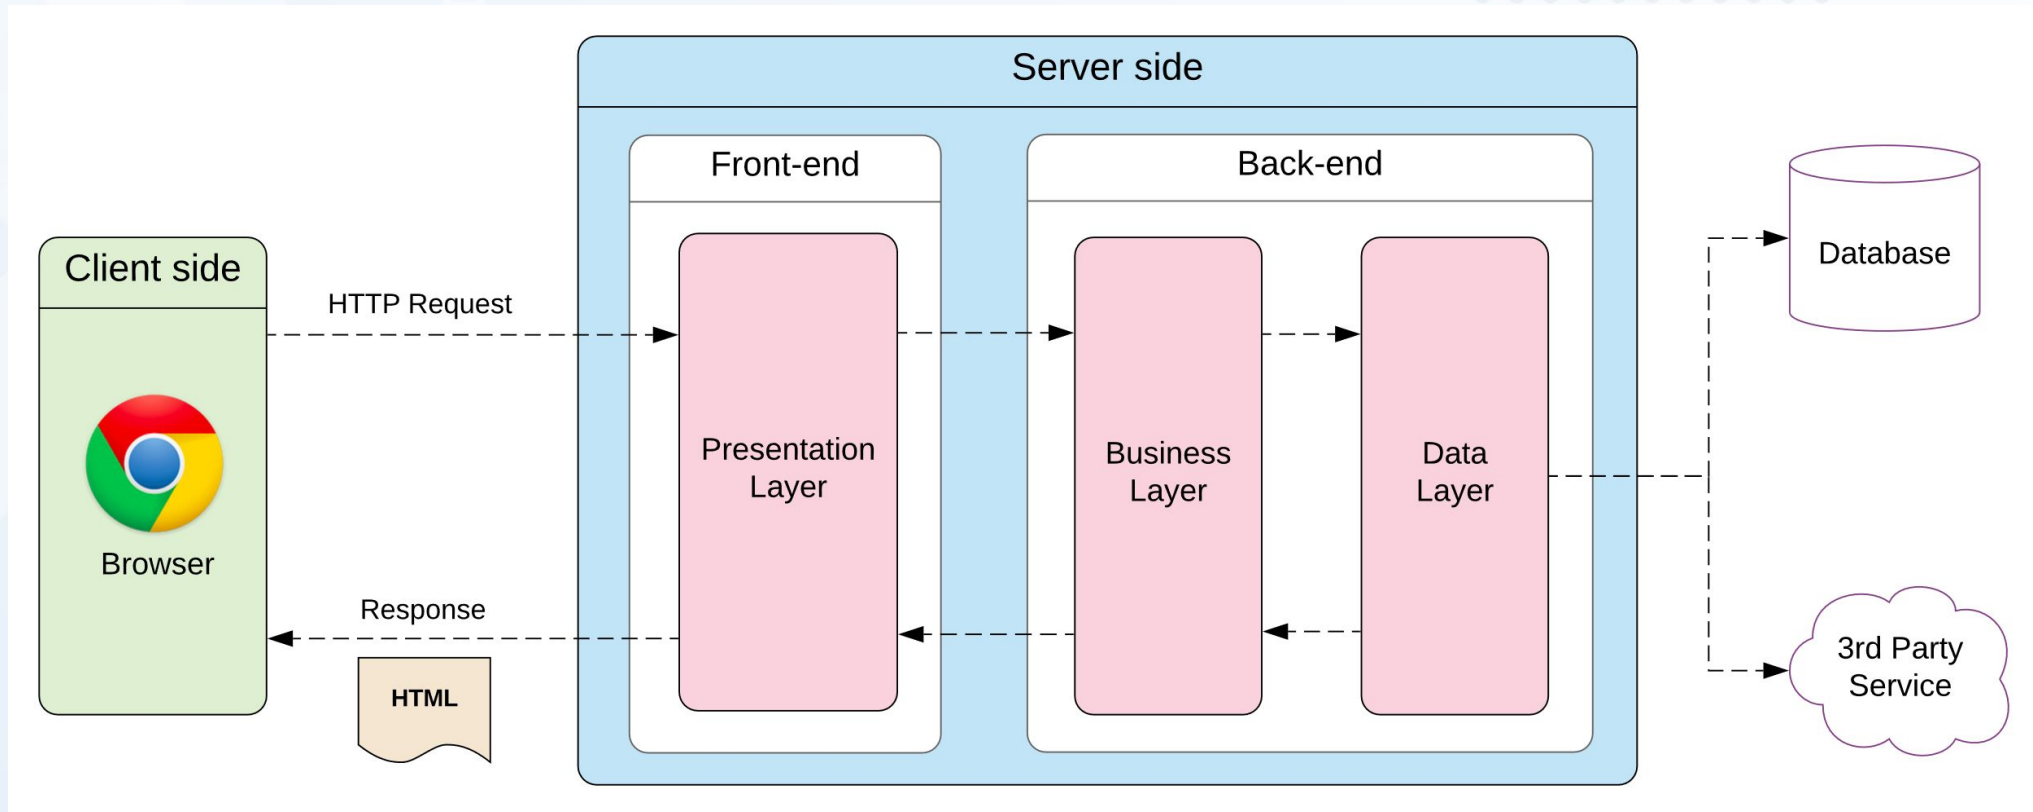 Server side
Front-end
Back-end
Client side
HTTP Request
Database
Presentation
Layer
Business
Layer
Data
Layer
Browser
Response
HTML
3rd Party
Service